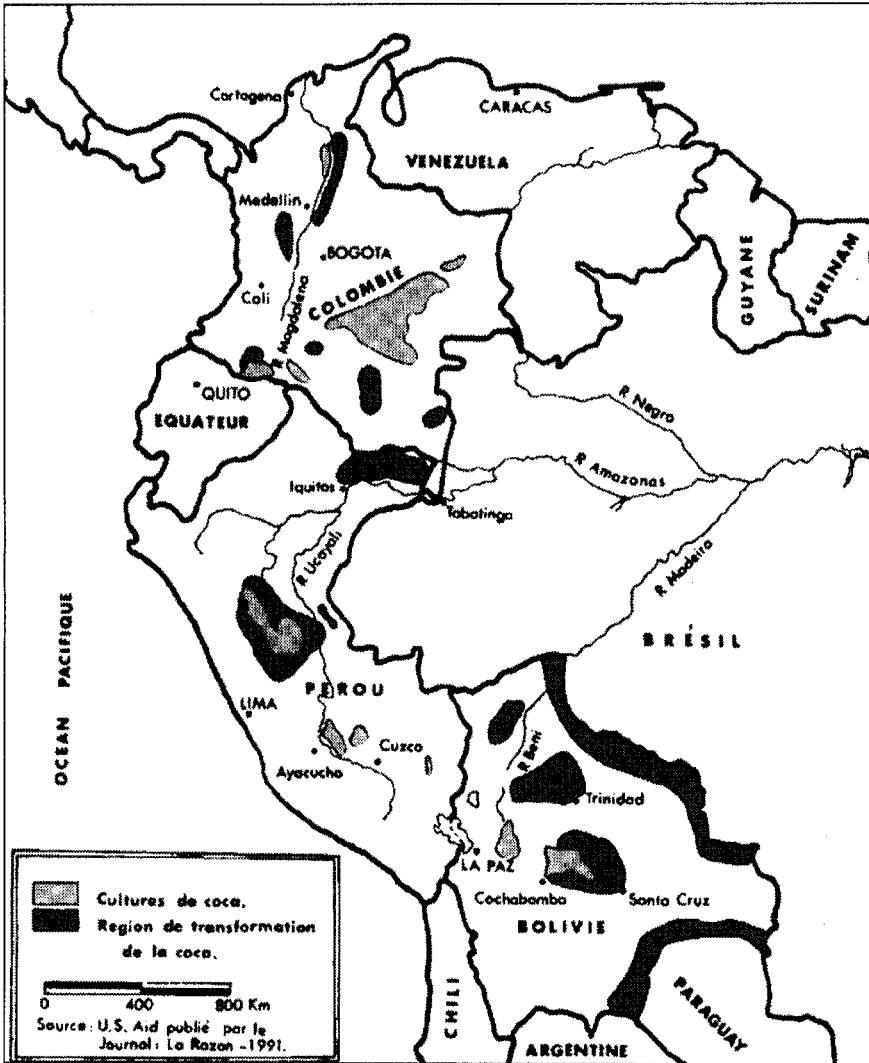 Cartagena
CARACAS
VENEZUELA
Medellin
BOGOTA
COLOMBIE
Cali
R. Magdalena
GUYANE
SURINAM
QUITO
EQUATEUR
R. Negro
R. Amazonas
Iquitos
Tabatinga
R. Ucayali
R. Madeira
BRÉSIL
OCEAN PACIFIQUE
PEROU
LIMA
Ayacucho
Cuzco
R. Beni
Trinidad
LA PAZ
Cochabamba
Santa Cruz
BOLIVIE
CHILI
ARGENTINE
PARAGUAY
Cultures de coca.
Region de transformation
de la coca.
0 400 800 Km
Source: U.S. Aid publié par le
Journal: La Razon -1991.